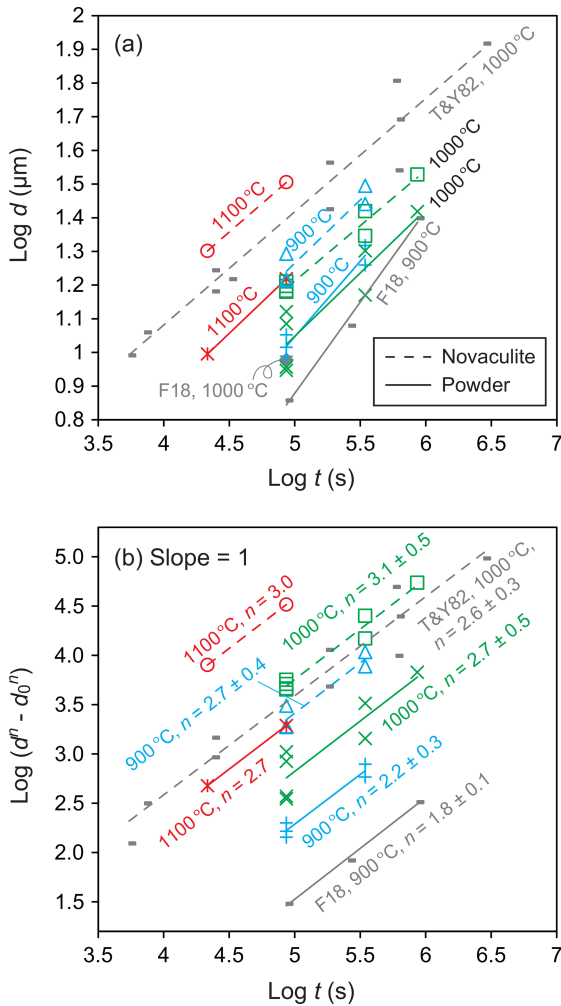 (a)
Log d (μm)
2
1.9
1.8
1.7
1.6
1.5
1.4
1.3
1.2
1.1
1
0.9
0.8
T&Y82, 1000°C
1000°C
1000°C
1100°C
900°C
900°C
1100°C
F18, 900°C
F18, 1000°C
Novaculite
Powder
3.5 4 4.5 5 5.5 6 6.5 7
Log t (s)
(b) Slope = 1
Log (dⁿ - d₀ⁿ)
5.0
4.5
4.0
3.5
3.0
2.5
2.0
1.5
1100°C, n = 3.0
1000°C, n = 3.1 ± 0.5
T&Y82, 1000°C,
n = 2.6 ± 0.3
900°C, n = 2.7 ± 0.4
1000°C, n = 2.7 ± 0.5
1100°C, n = 2.7
900°C, n = 2.2 ± 0.3
F18, 900°C, n = 1.8 ± 0.1
3.5 4 4.5 5 5.5 6 6.5 7
Log t (s)